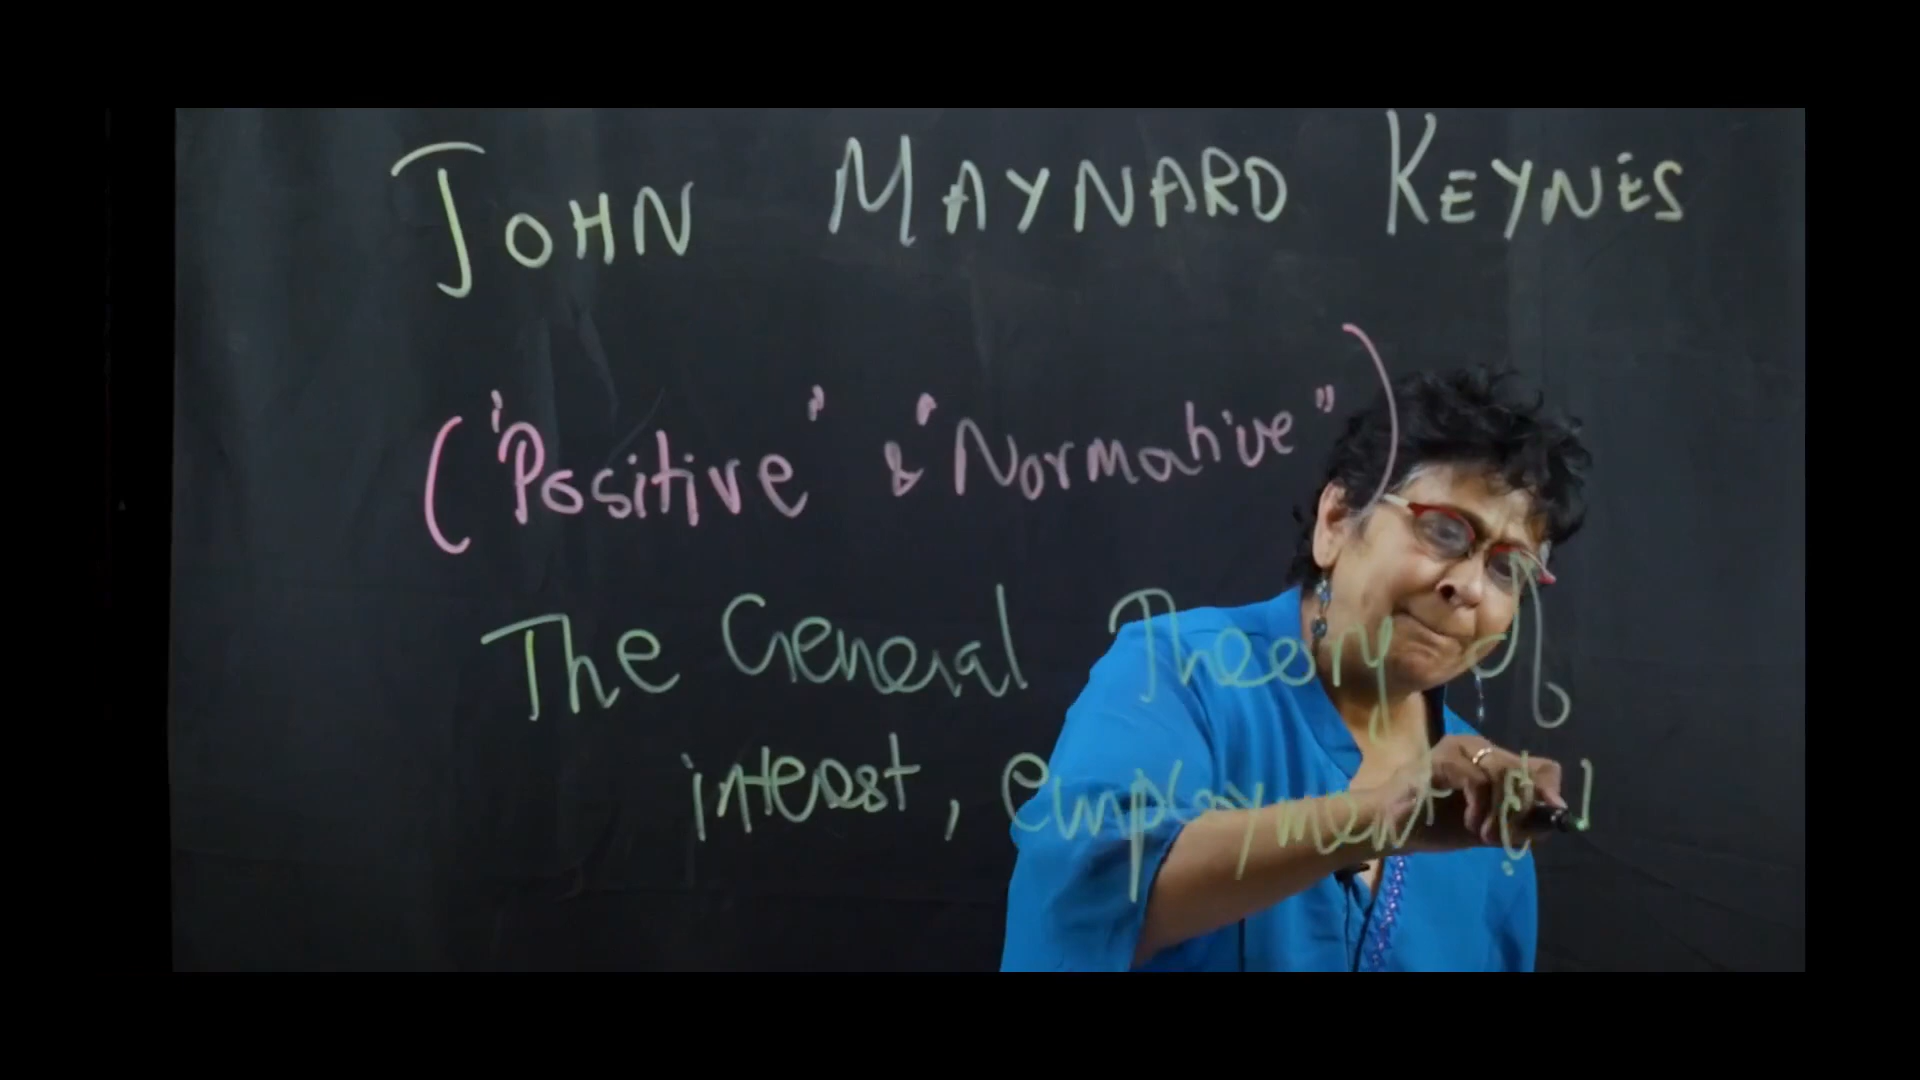 JOHN MAYNARD KEYNES
("Positive" & "Normative")
The General Theory of
interest, employment &